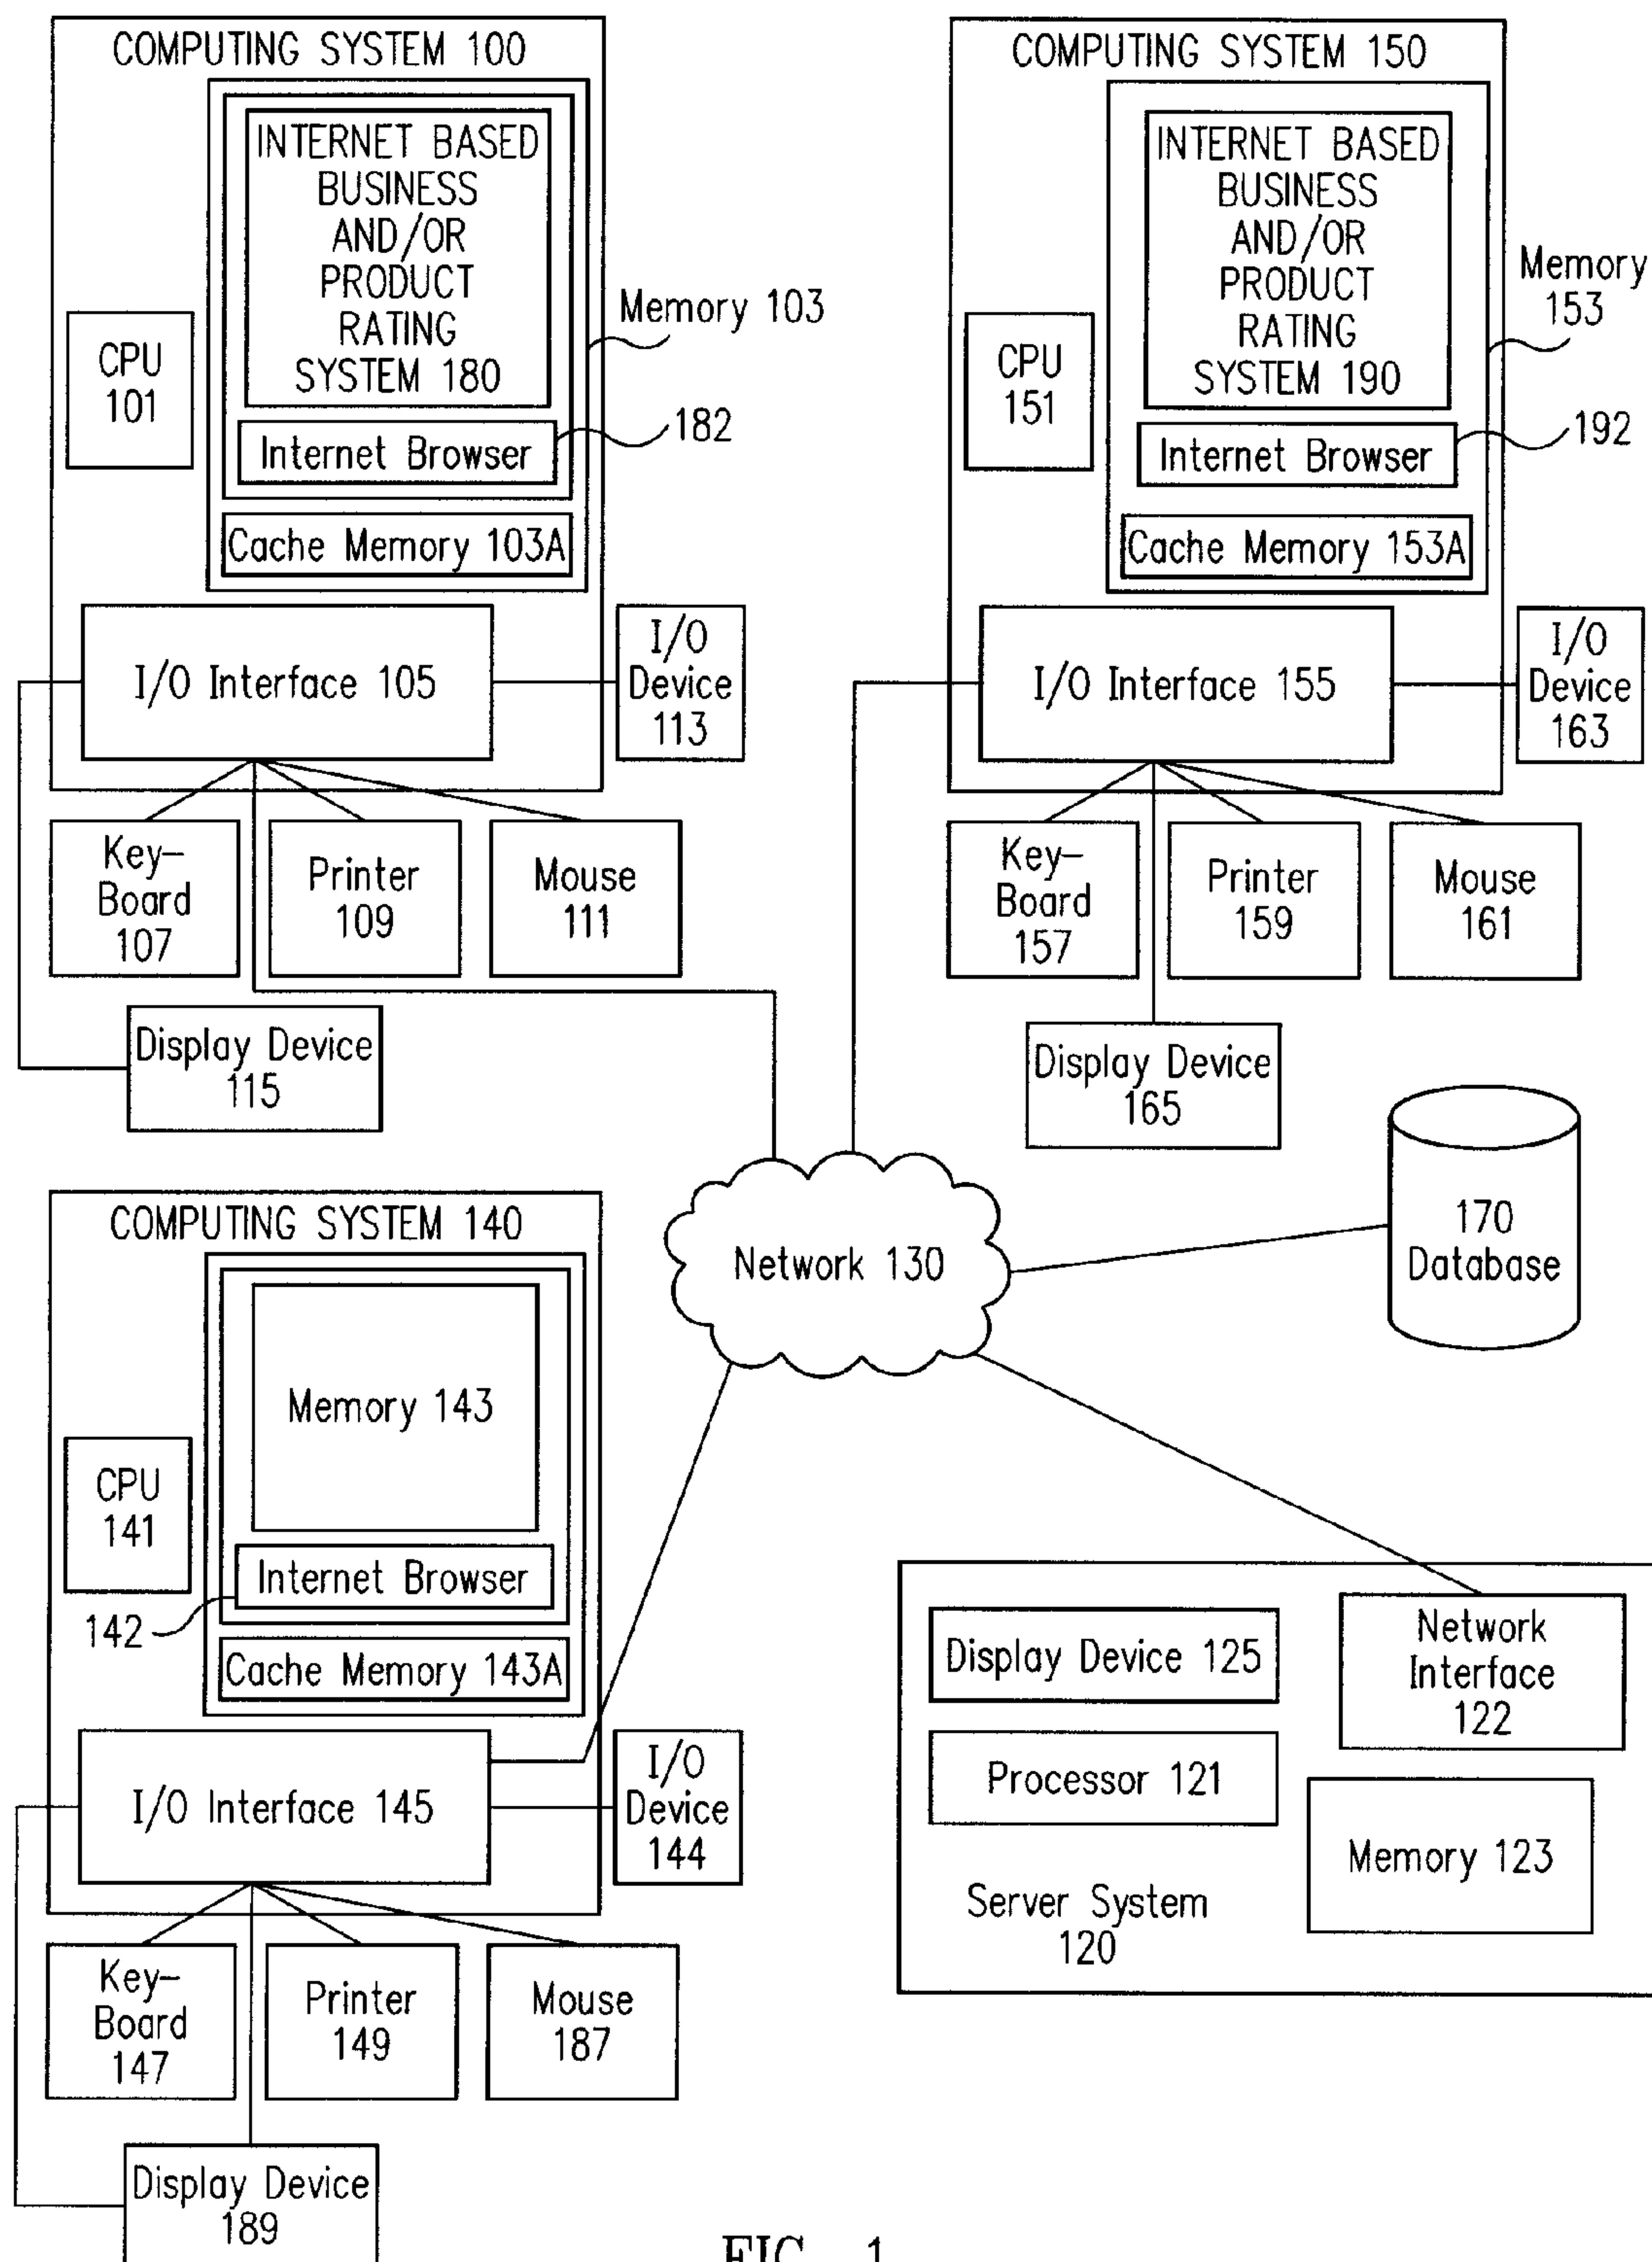 COMPUTING SYSTEM 100
INTERNET BASED
BUSINESS
AND/OR
PRODUCT
RATING
SYSTEM 180
Memory 103
CPU
101
182
Internet Browser
Cache Memory 103A
I/O Interface 105
I/O
Device
113
Key-
Board
107
Printer
109
Mouse
111
Display Device
115
COMPUTING SYSTEM 150
INTERNET BASED
BUSINESS
AND/OR
PRODUCT
RATING
SYSTEM 190
Memory
153
CPU
151
192
Internet Browser
Cache Memory 153A
I/O Interface 155
I/O
Device
163
Key-
Board
157
Printer
159
Mouse
161
Display Device
165
Network 130
170
Database
COMPUTING SYSTEM 140
Memory 143
CPU
141
Internet Browser
142
Cache Memory 143A
I/O Interface 145
I/O
Device
144
Key-
Board
147
Printer
149
Mouse
187
Display Device
189
Display Device 125
Network
Interface
122
Processor 121
Memory 123
Server System
120
FIG. 1